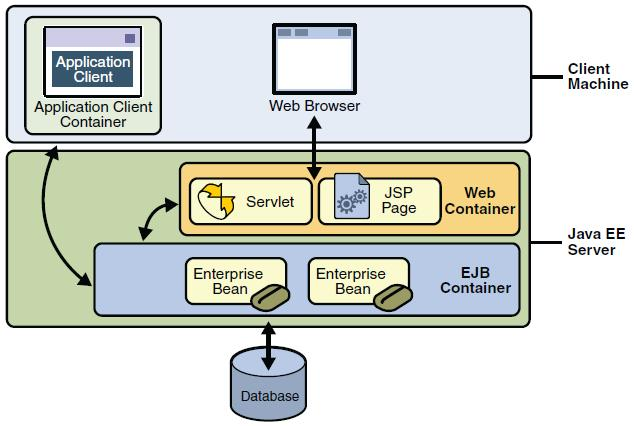 Application
Client
Application Client
Container
Web Browser
Client
Machine
Servlet
JSP
Page
Web
Container
Java EE
Server
Enterprise
Bean
Enterprise
Bean
EJB
Container
Database